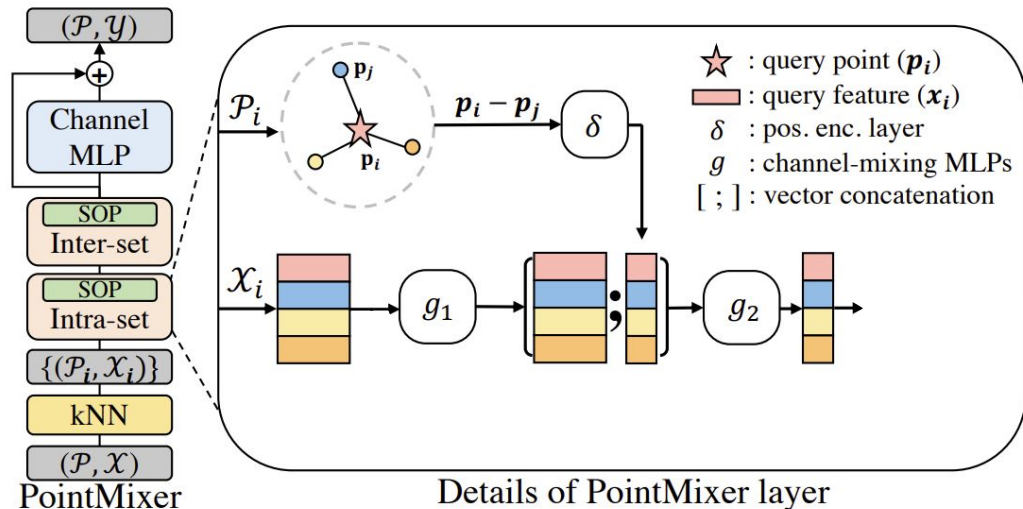 (𝒫, 𝒴)
+
Channel
MLP
SOP
Inter-set
SOP
Intra-set
{(𝒫ᵢ, 𝒳ᵢ)}
kNN
(𝒫, 𝒳)
PointMixer
𝒫ᵢ
pⱼ
pᵢ
pᵢ − pⱼ
δ
: query point (pᵢ)
: query feature (xᵢ)
δ : pos. enc. layer
g : channel-mixing MLPs
[ ; ] : vector concatenation
𝒳ᵢ
g₁
[ ; ]
g₂
Details of PointMixer layer